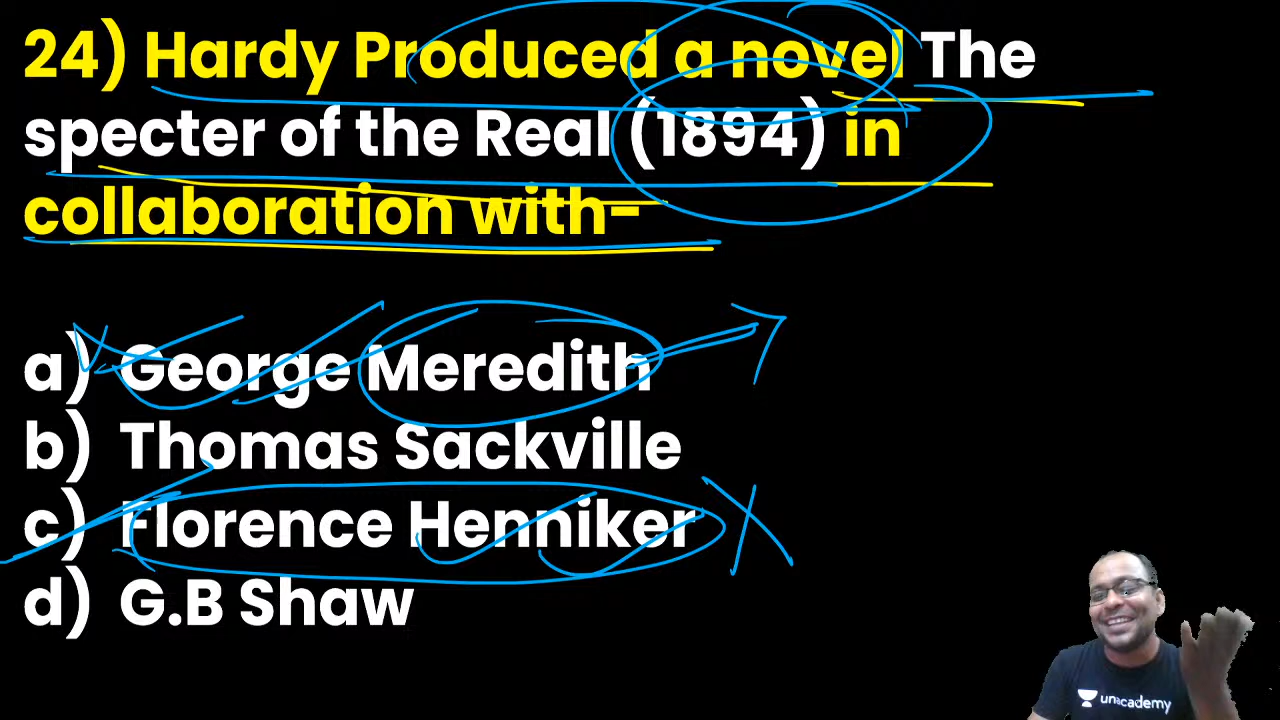 24) Hardy Produced a novel The
specter of the Real (1894) in
collaboration with-
a) George Meredith
b) Thomas Sackville
c) Florence Henniker
d) G.B Shaw
unacademy